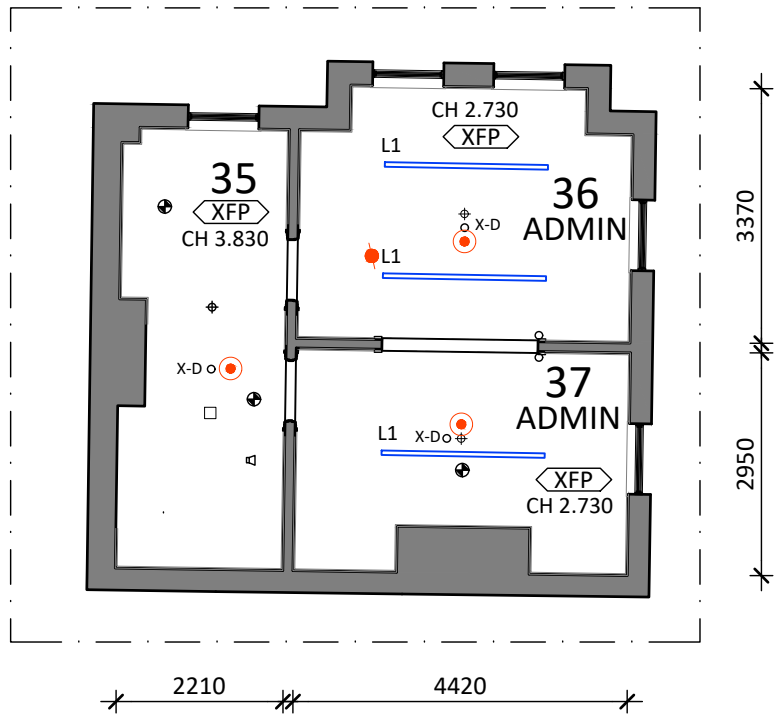 CH 2.730
XFP
L1
35
XFP
CH 3.830
36
ADMIN
X-D
L1
3370
X-D
37
ADMIN
L1
X-D
XFP
CH 2.730
2950
2210
4420